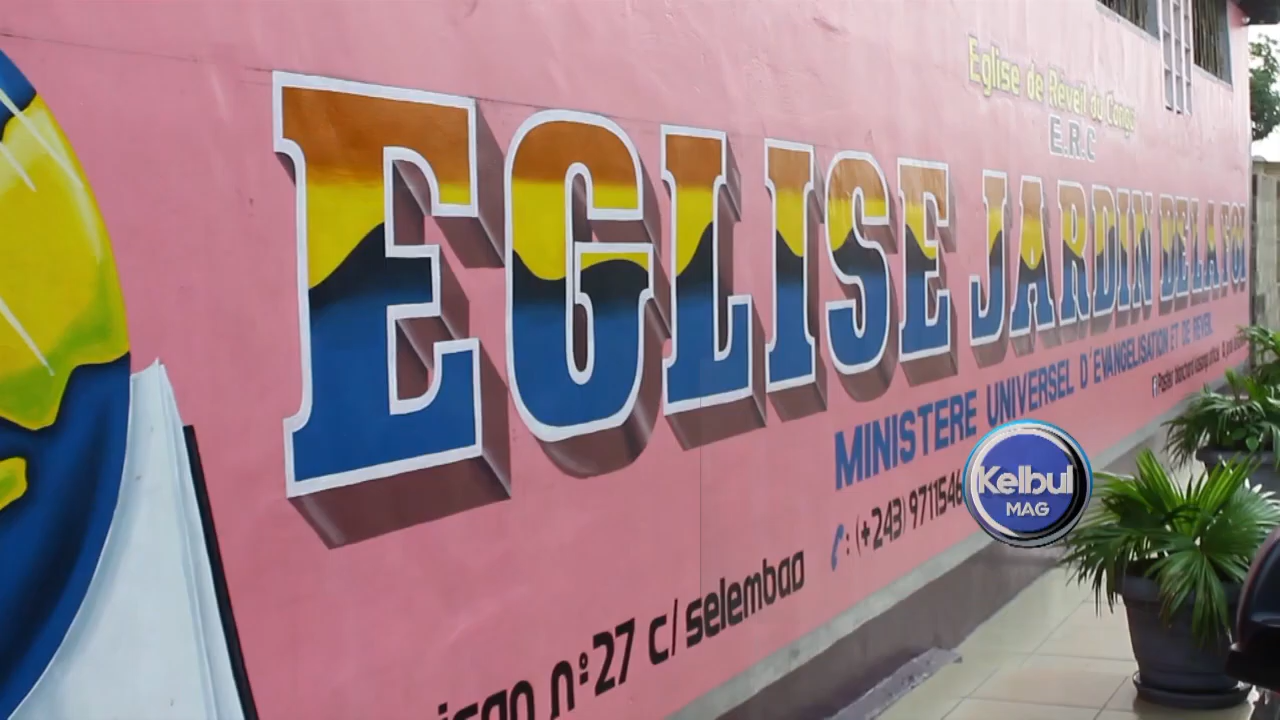 Eglise de Réveil du Congo
E.R.C
EGLISE JARDIN DE LA FOI
MINISTERE UNIVERSEL D'EVANGELISATION ET DE REVEIL
: (+243) 9711546
Kelbul
MAG
n° 27 C/ selembao